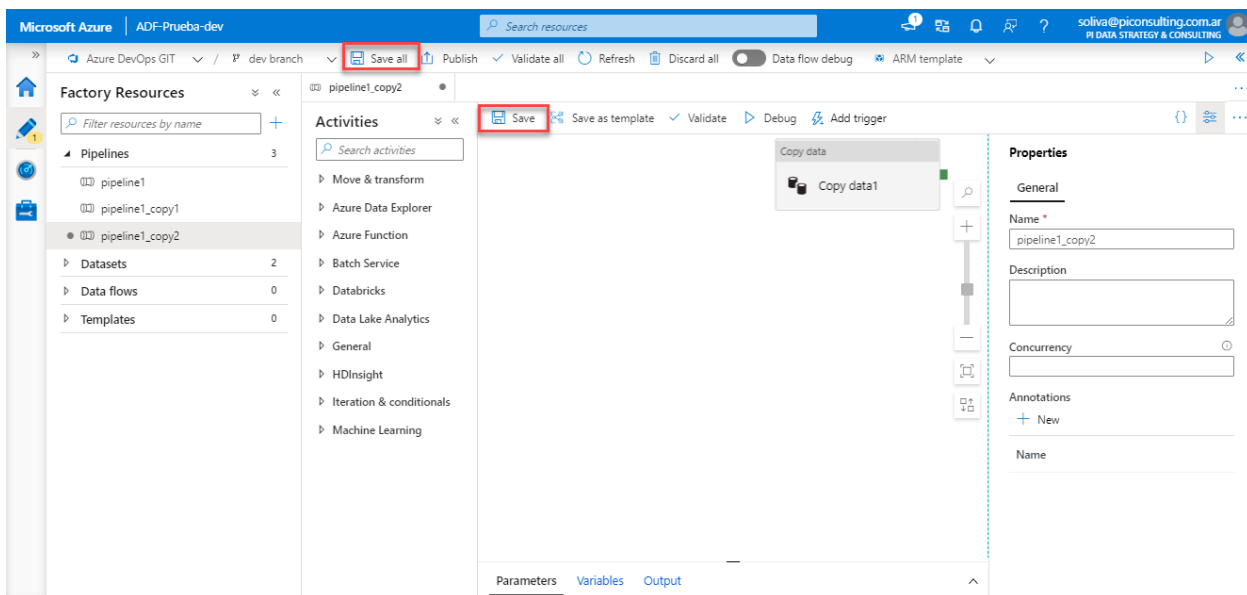 Microsoft Azure | ADF-Prueba-dev
Search resources
1
?
soliva@piconsulting.com.ar
PI DATA STRATEGY & CONSULTING
» Azure DevOps GIT / dev branch Save all Publish Validate all Refresh Discard all Data flow debug ARM template «
Factory Resources
Filter resources by name +
1
Pipelines 3
pipeline1
pipeline1_copy1
pipeline1_copy2
Datasets 2
Data flows 0
Templates 0
pipeline1_copy2
Activities
Search activities
Move & transform
Azure Data Explorer
Azure Function
Batch Service
Databricks
Data Lake Analytics
General
HDInsight
Iteration & conditionals
Machine Learning
Save Save as template Validate Debug Add trigger {} ...
Copy data
Copy data1
Parameters Variables Output
Properties
General
Name *
pipeline1_copy2
Description
Concurrency
Annotations
+ New
Name